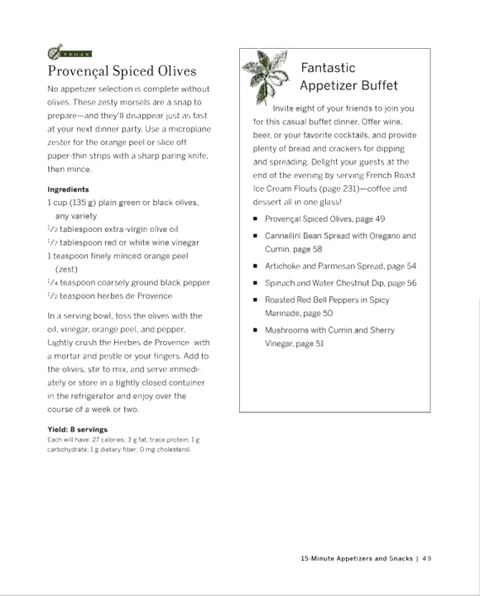 VEGAN
Provençal Spiced Olives
No appetizer selection is complete without
olives. These zesty morsels are a snap to
prepare—and they'll disappear just as fast
at your next dinner party. Use a microplane
zester for the orange peel or slice off
paper-thin strips with a sharp paring knife,
then mince.
Ingredients
1 cup (135 g) plain green or black olives,
any variety
1/2 tablespoon extra-virgin olive oil
1/2 tablespoon red or white wine vinegar
1 teaspoon finely minced orange peel
(zest)
1/4 teaspoon coarsely ground black pepper
1/2 teaspoon herbes de Provence
In a serving bowl, toss the olives with the
oil, vinegar, orange peel, and pepper.
Lightly crush the Herbes de Provence with
a mortar and pestle or your fingers. Add to
the olives, stir to mix, and serve immedi-
ately or store in a tightly closed container
in the refrigerator and enjoy over the
course of a week or two.
Yield: 8 servings
Each will have: 27 calories; 3 g fat; trace protein; 1 g
carbohydrate; 1 g dietary fiber; 0 mg cholesterol.
Fantastic
Appetizer Buffet
Invite eight of your friends to join you
for this casual buffet dinner. Offer wine,
beer, or your favorite cocktails, and provide
plenty of bread and crackers for dipping
and spreading. Delight your guests at the
end of the evening by serving French Roast
Ice Cream Floats (page 231)—coffee and
dessert all in one glass!
■ Provençal Spiced Olives, page 49
■ Cannellini Bean Spread with Oregano and
Cumin, page 58
■ Artichoke and Parmesan Spread, page 54
■ Spinach and Water Chestnut Dip, page 56
■ Roasted Red Bell Peppers in Spicy
Marinade, page 50
■ Mushrooms with Cumin and Sherry
Vinegar, page 51
15-Minute Appetizers and Snacks | 49